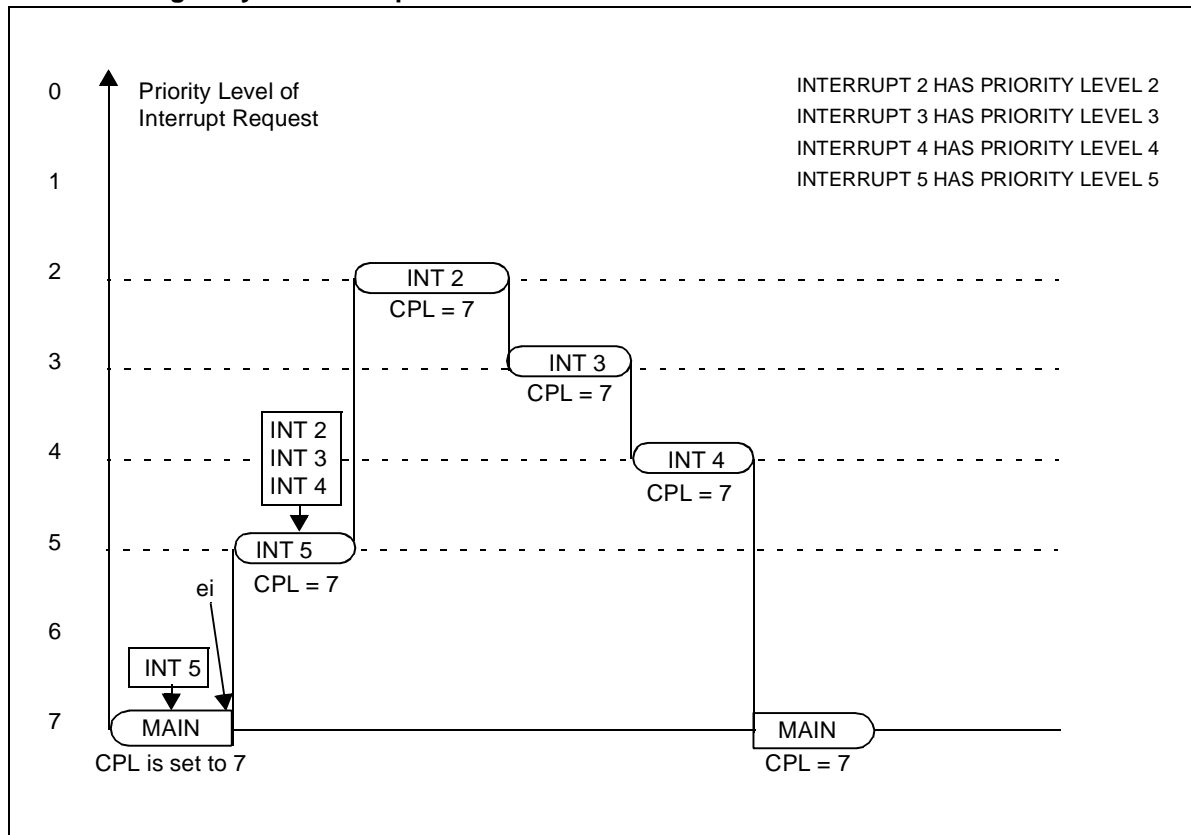 0
Priority Level of
Interrupt Request
INTERRUPT 2 HAS PRIORITY LEVEL 2
INTERRUPT 3 HAS PRIORITY LEVEL 3
INTERRUPT 4 HAS PRIORITY LEVEL 4
INTERRUPT 5 HAS PRIORITY LEVEL 5
1
2
INT 2
CPL = 7
3
INT 3
CPL = 7
INT 2
INT 3
INT 4
4
INT 4
CPL = 7
5
INT 5
CPL = 7
ei
6
INT 5
7
MAIN
CPL is set to 7
MAIN
CPL = 7